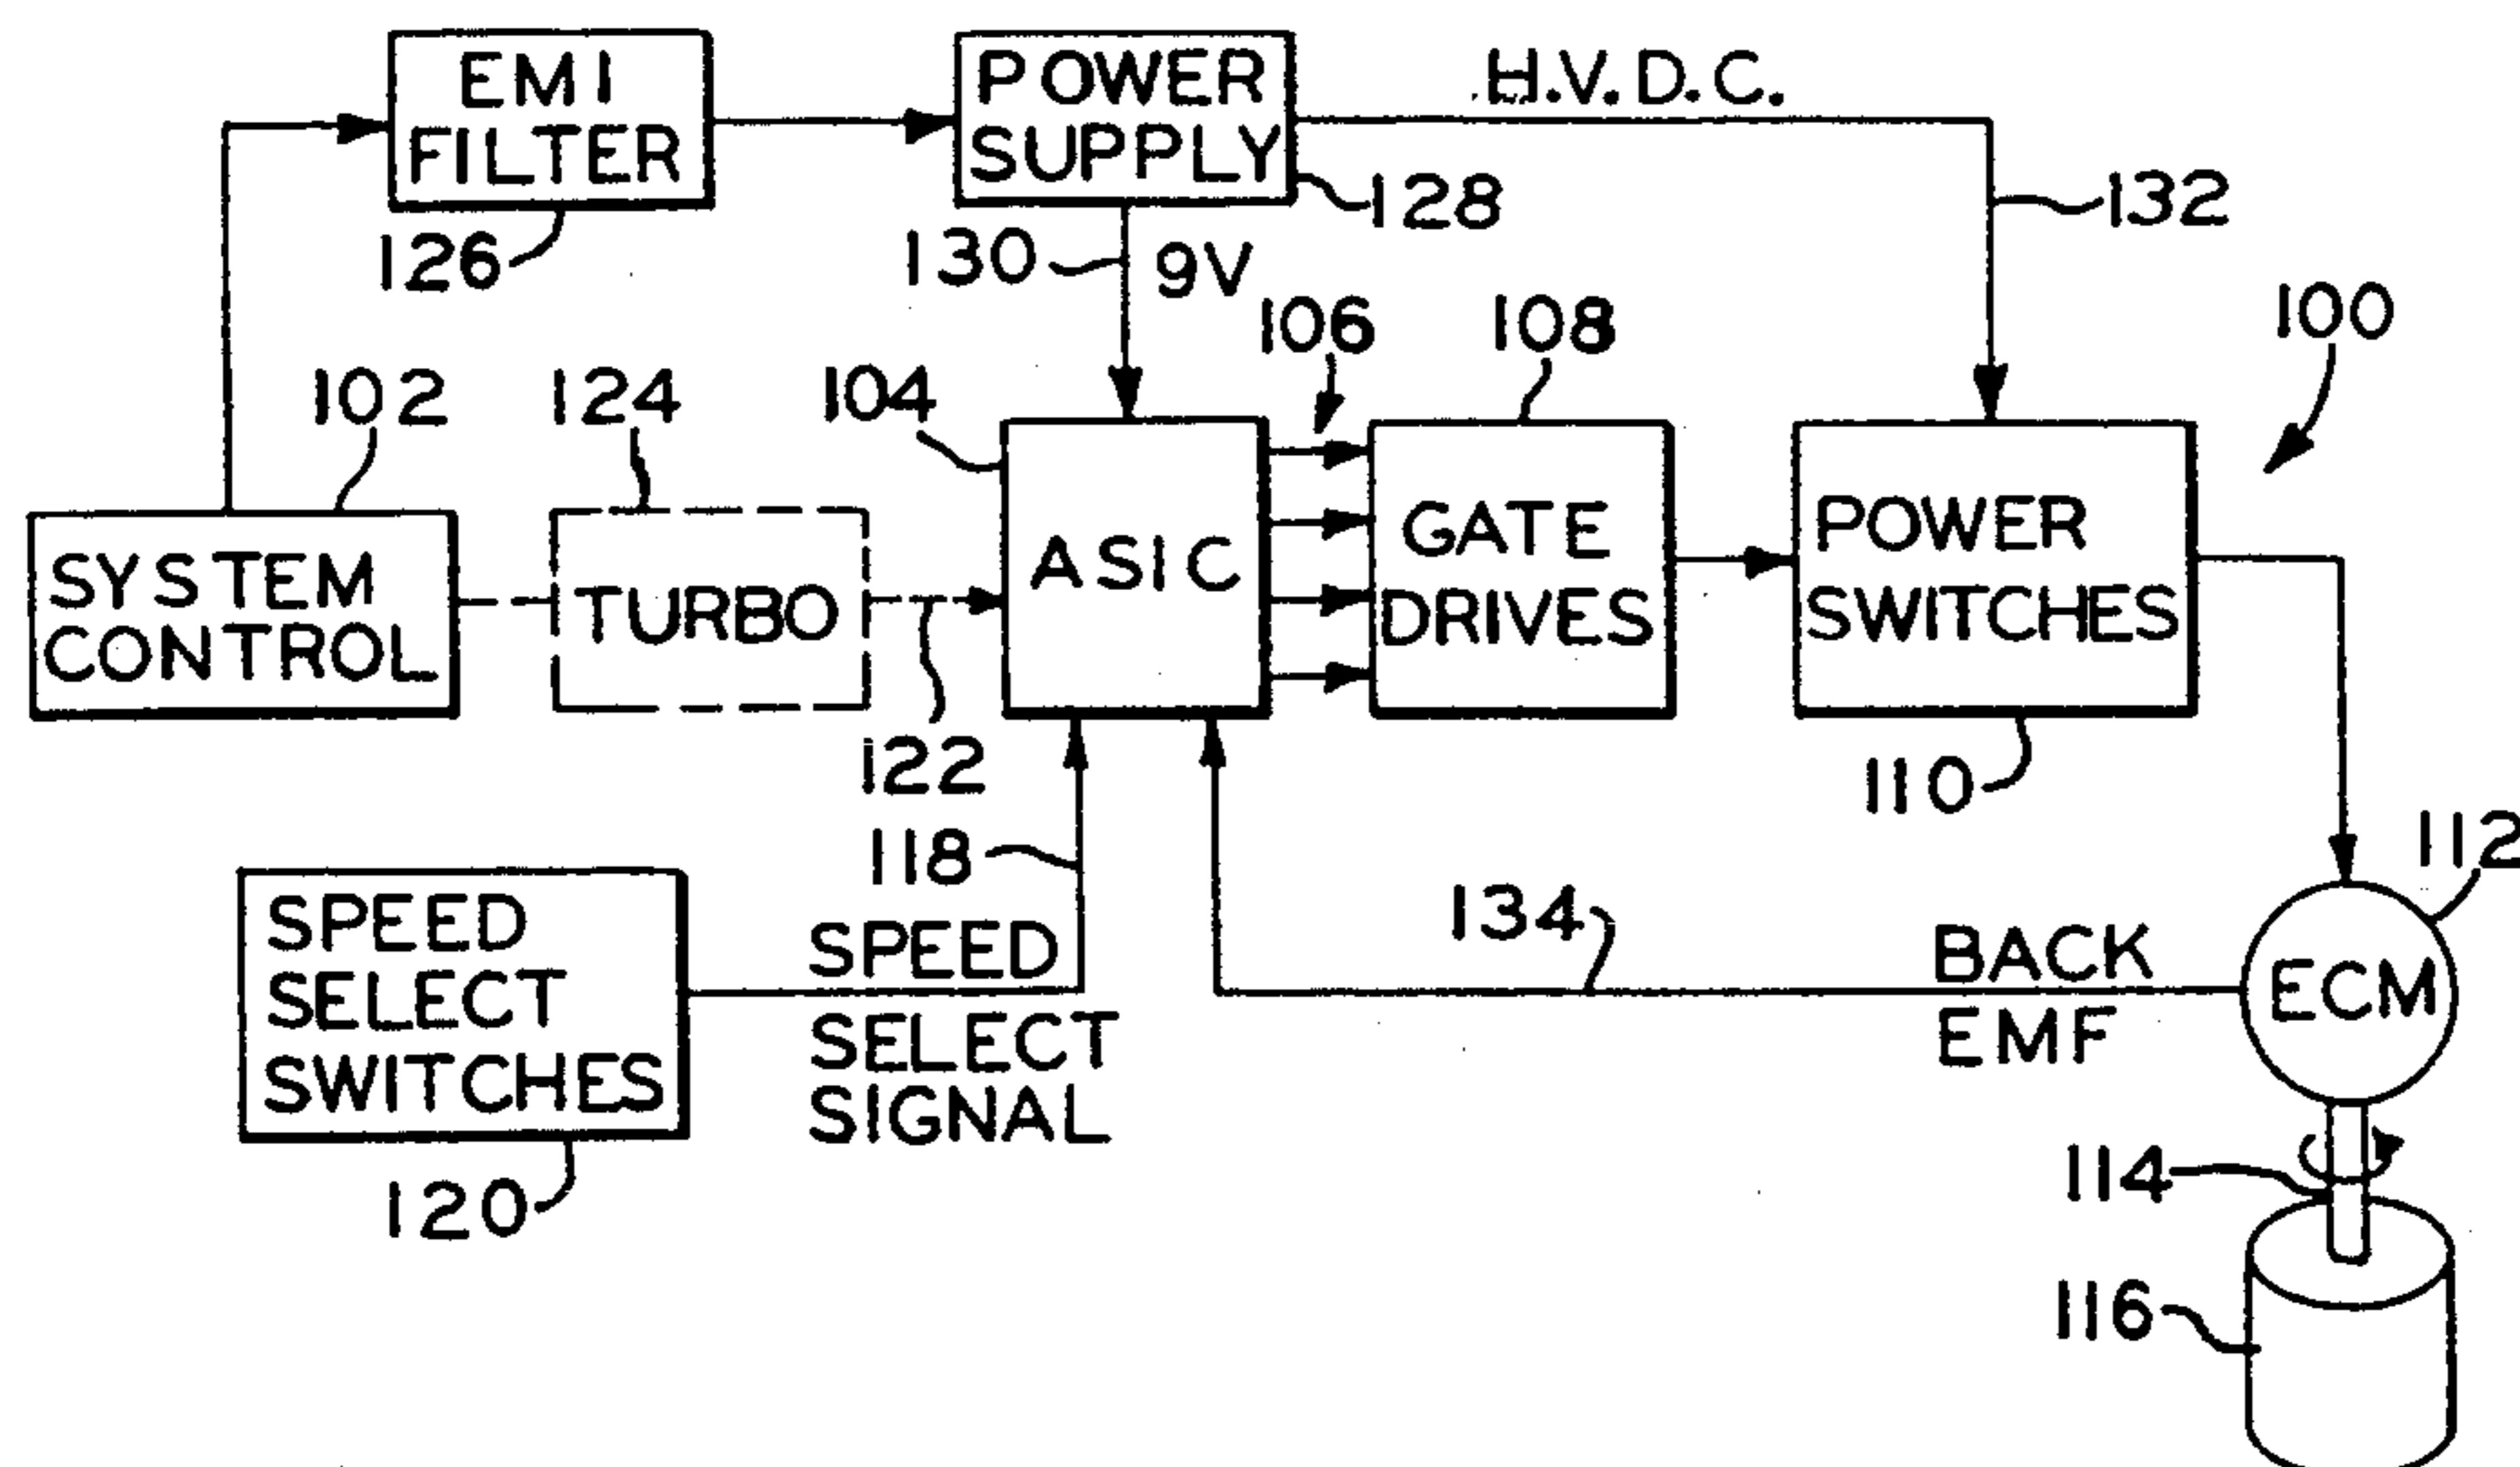 EMI
FILTER
126
POWER
SUPPLY
128
H.V.D.C.
132
130
9V
106
108
100
102
124
104
SYSTEM
CONTROL
TURBO
122
ASIC
GATE
DRIVES
POWER
SWITCHES
110
112
118
SPEED
SELECT
SWITCHES
120
SPEED
SELECT
SIGNAL
134
BACK
EMF
ECM
114
116